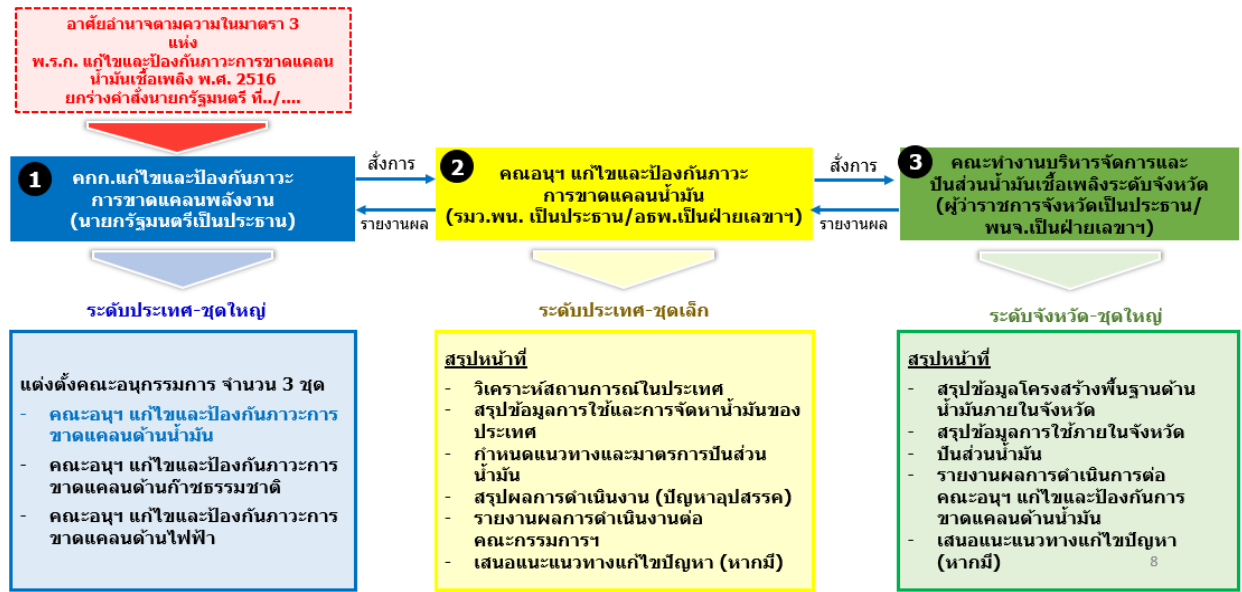 อาศัยอำนาจตามความในมาตรา 3
แห่ง
พ.ร.ก. แก้ไขและป้องกันภาวะการขาดแคลน
น้ำมันเชื้อเพลิง พ.ศ. 2516
ยกร่างคำสั่งนายกรัฐมนตรี ที่../....
1
คกก.แก้ไขและป้องกันภาวะ
การขาดแคลนพลังงาน
(นายกรัฐมนตรีเป็นประธาน)
สั่งการ
รายงานผล
2
คณอนุฯ แก้ไขและป้องกันภาวะ
การขาดแคลนน้ำมัน
(รมว.พน. เป็นประธาน/อธพ.เป็นฝ่ายเลขาฯ)
สั่งการ
รายงานผล
3
คณะทำงานบริหารจัดการและ
ปันส่วนน้ำมันเชื้อเพลิงระดับจังหวัด
(ผู้ว่าราชการจังหวัดเป็นประธาน/
พนจ.เป็นฝ่ายเลขาฯ)
ระดับประเทศ-ชุดใหญ่
แต่งตั้งคณะอนุกรรมการ จำนวน 3 ชุด
- คณะอนุฯ แก้ไขและป้องกันภาวะการ
ขาดแคลนด้านน้ำมัน
- คณะอนุฯ แก้ไขและป้องกันภาวะการ
ขาดแคลนด้านก๊าซธรรมชาติ
- คณะอนุฯ แก้ไขและป้องกันภาวะการ
ขาดแคลนด้านไฟฟ้า
ระดับประเทศ-ชุดเล็ก
สรุปหน้าที่
- วิเคราะห์สถานการณ์ในประเทศ
- สรุปข้อมูลการใช้และการจัดหาน้ำมันของ
ประเทศ
- กำหนดแนวทางและมาตรการปันส่วน
น้ำมัน
- สรุปผลการดำเนินงาน (ปัญหาอุปสรรค)
- รายงานผลการดำเนินงานต่อ
คณะกรรมการฯ
- เสนอแนะแนวทางแก้ไขปัญหา (หากมี)
ระดับจังหวัด-ชุดใหญ่
สรุปหน้าที่
- สรุปข้อมูลโครงสร้างพื้นฐานด้าน
น้ำมันภายในจังหวัด
- สรุปข้อมูลการใช้ภายในจังหวัด
- ปันส่วนน้ำมัน
- รายงานผลการดำเนินการต่อ
คณะอนุฯ แก้ไขและป้องกันการ
ขาดแคลนด้านน้ำมัน
- เสนอแนะแนวทางแก้ไขปัญหา
(หากมี)
8